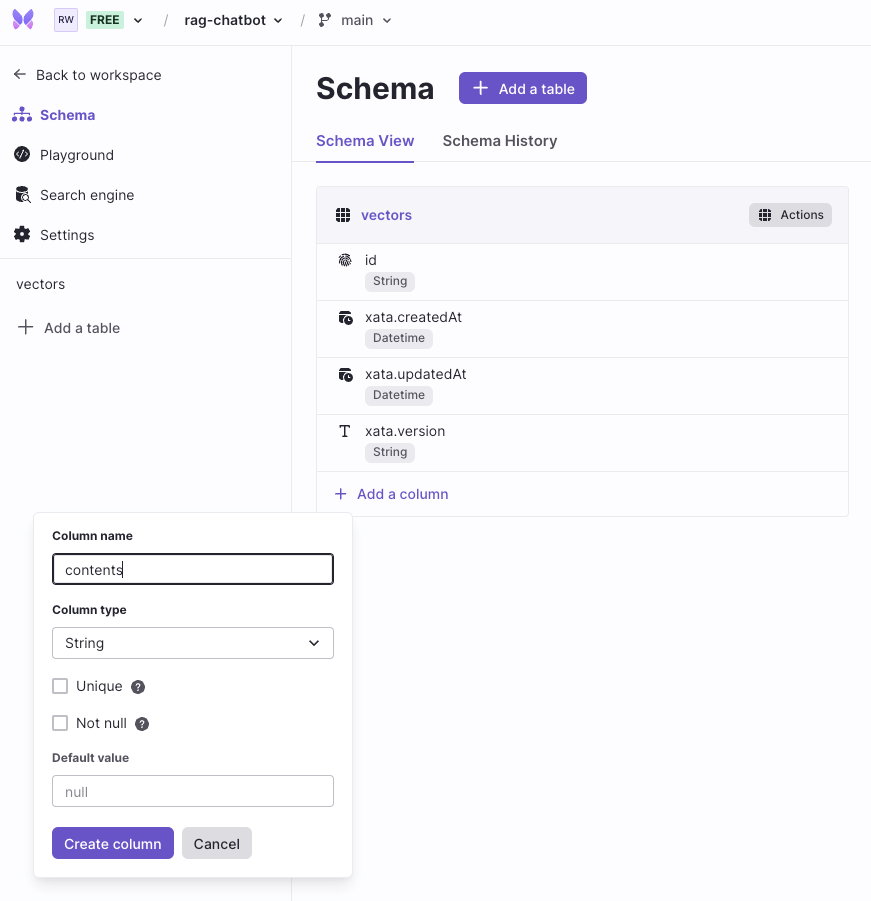 RW FREE / rag-chatbot / main
Back to workspace
Schema
Playground
Search engine
Settings
vectors
Add a table
Schema
Add a table
Schema View
Schema History
vectors
Actions
id
String
xata.createdAt
Datetime
xata.updatedAt
Datetime
xata.version
String
Add a column
Column name
contents
Column type
String
Unique ?
Not null ?
Default value
null
Create column
Cancel